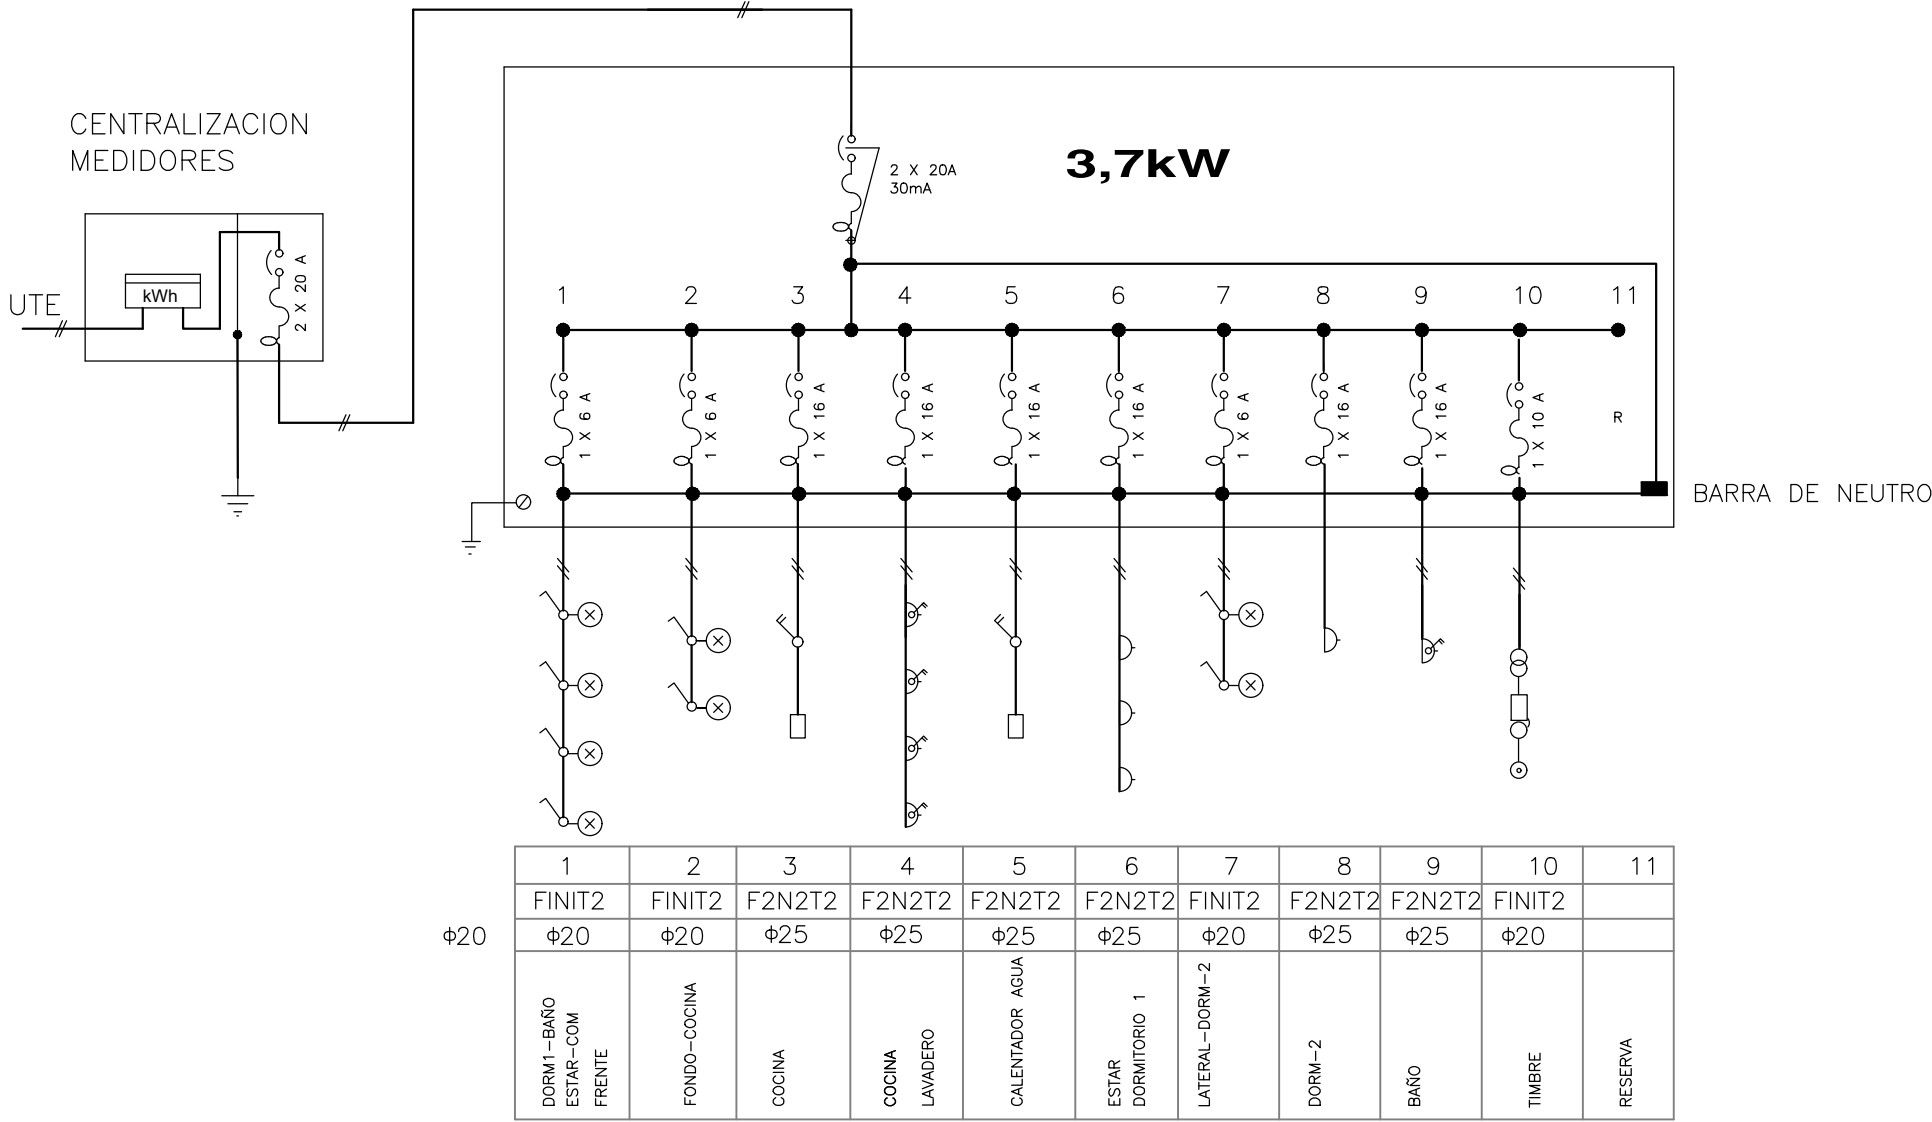 CENTRALIZACION
MEDIDORES
3,7kW
2 X 20A
30mA
UTE
kWh
2 X 20 A
1 2 3 4 5 6 7 8 9 10 11
1 X 6 A
1 X 6 A
1 X 16 A
1 X 16 A
1 X 16 A
1 X 16 A
1 X 6 A
1 X 16 A
1 X 16 A
1 X 10 A
R
BARRA DE NEUTRO
1 2 3 4 5 6 7 8 9 10 11
FINIT2 FINIT2 F2N2T2 F2N2T2 F2N2T2 F2N2T2 FINIT2 F2N2T2 F2N2T2 FINIT2
Φ20 Φ20 Φ20 Φ25 Φ25 Φ25 Φ25 Φ20 Φ25 Φ25 Φ20
DORM1-BAÑO
ESTAR-COM
FRENTE
FONDO-COCINA
COCINA
COCINA
LAVADERO
CALENTADOR AGUA
ESTAR
DORMITORIO 1
LATERAL-DORM-2
DORM-2
BAÑO
TIMBRE
RESERVA